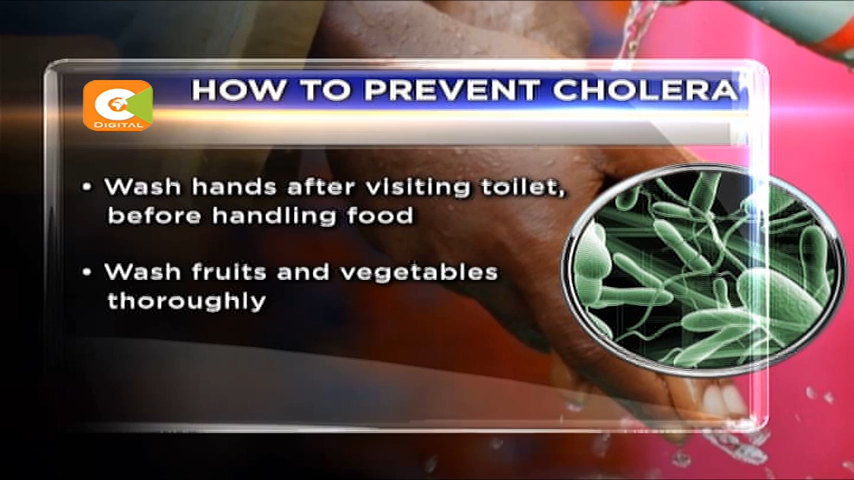 HOW TO PREVENT CHOLERA
C
DIGITAL
• Wash hands after visiting toilet,
before handling food
• Wash fruits and vegetables
thoroughly